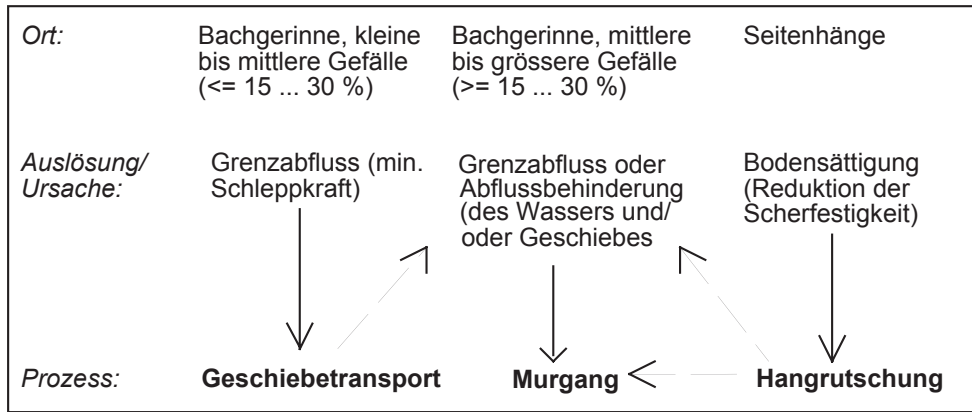 Ort:
Bachgerinne, kleine
bis mittlere Gefälle
(<= 15 ... 30 %)
Bachgerinne, mittlere
bis grössere Gefälle
(>= 15 ... 30 %)
Seitenhänge
Auslösung/
Ursache:
Grenzabfluss (min.
Schleppkraft)
Grenzabfluss oder
Abflussbehinderung
(des Wassers und/
oder Geschiebes
Bodensättigung
(Reduktion der
Scherfestigkeit)
Prozess:
Geschiebetransport
Murgang
Hangrutschung